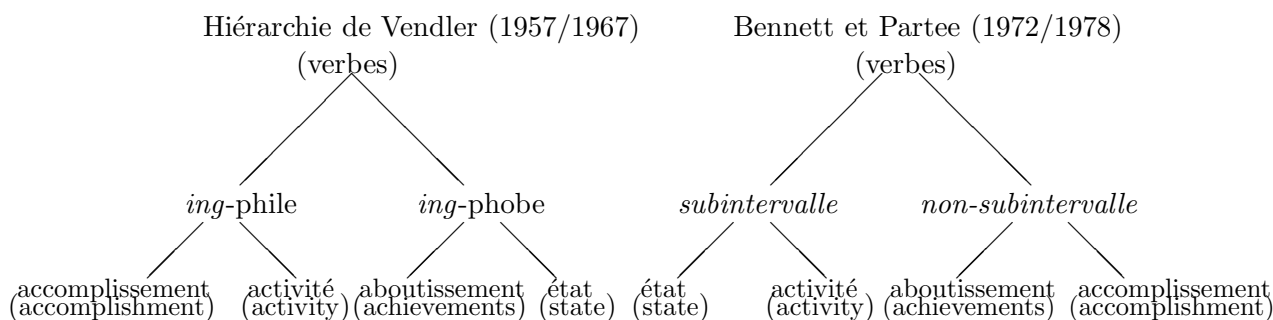 Hiérarchie de Vendler (1957/1967)
(verbes)
ing-phile
ing-phobe
accomplissement
(accomplishment)
activité
(activity)
aboutissement
(achievements)
état
(state)
Bennett et Partee (1972/1978)
(verbes)
subintervalle
non-subintervalle
état
(state)
activité
(activity)
aboutissement
(achievements)
accomplissement
(accomplishment)